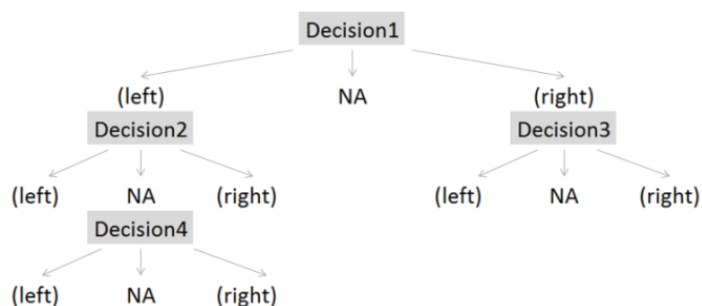 Decision1
(left) NA (right)
Decision2 Decision3
(left) NA (right) (left) NA (right)
Decision4
(left) NA (right)